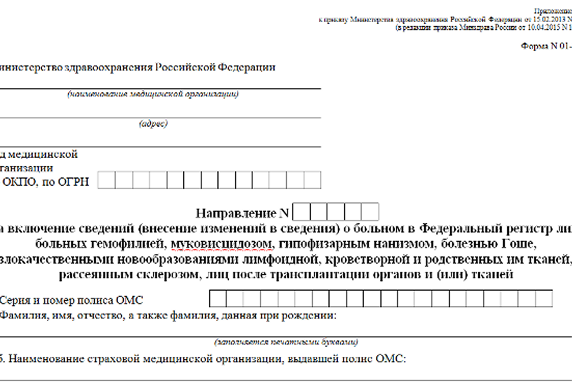 Приложени
к приказу Министерства здравоохранения Российской Федерации от 15.02.2013 N
(в редакции приказа Минздрава России от 10.04.2015 N 1
Форма N 01-
инистерство здравоохранения Российской Федерации
(наименование медицинской организации)
(адрес)
д медицинской
ганизации
ОКПО, по ОГРН
Направление N
а включение сведений (внесение изменений в сведения) о больном в Федеральный регистр ли
больных гемофилией, муковисцидозом, гипофизарным нанизмом, болезнью Гоше,
злокачественными новообразованиями лимфоидной, кроветворной и родственных им тканей,
рассеянным склерозом, лиц после трансплантации органов и (или) тканей
Серия и номер полиса ОМС
Фамилия, имя, отчество, а также фамилия, данная при рождении:
(заполняется печатными буквами)
б. Наименование страховой медицинской организации, выдавшей полис ОМС: